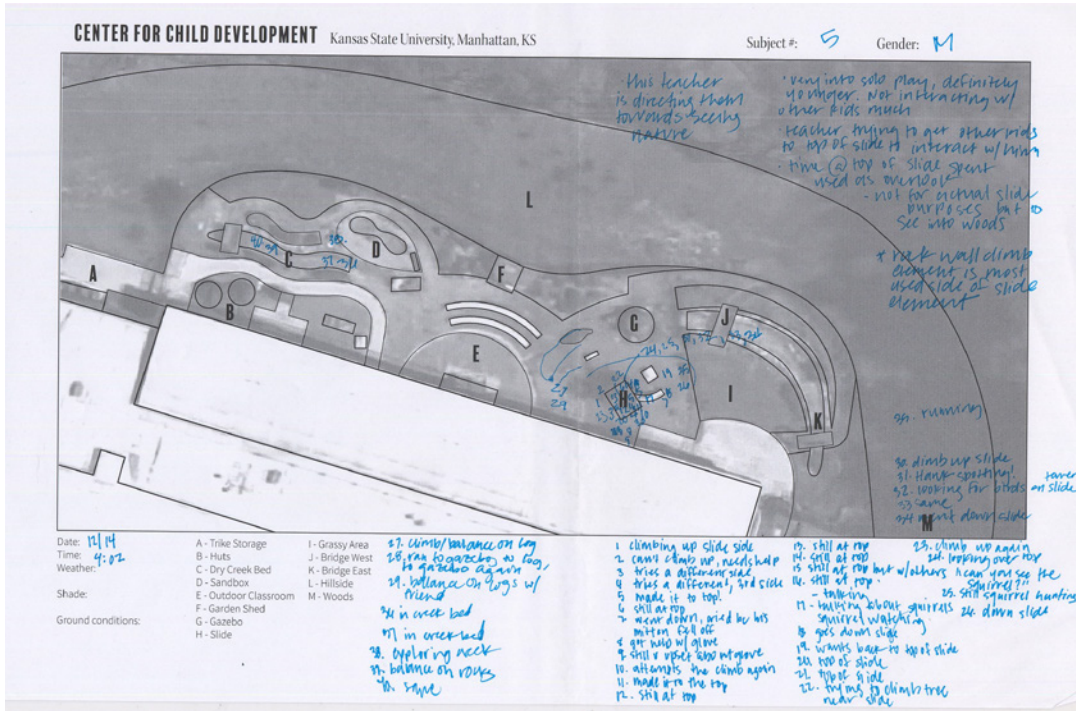 CENTER FOR CHILD DEVELOPMENT Kansas State University, Manhattan, KS
Subject #: 5 Gender: M
· this teacher
is directing them
towards seeing
nature
· very into solo play, definitely
younger. Not interacting w/
other kids much
· teacher trying to get other kids
to top of slide to interact w/ him
· time @ top of slide spent
used as overlook
- not for actual slide
purposes but to
see into woods
* rock wall climb
element is most
used side of slide
element
L
D
C
A
B
F
G
J
E
H
I
K
M
running
30. climb up slide
31. Hawk spotting!
32. looking for birds on slide
tower
33 same
34 went down slide
Date: 12/14
Time: 4:02
Weather:
Shade:
Ground conditions:
A - Trike Storage
B - Huts
C - Dry Creek Bed
D - Sandbox
E - Outdoor Classroom
F - Garden Shed
G - Gazebo
H - Slide
I - Grassy Area
J - Bridge West
K - Bridge East
L - Hillside
M - Woods
27. climb/balance on log
28. ran to gazebo, to log,
to gazebo again
29. balance on logs w/
friend
36 in creek bed
37 in creek bed
38. exploring
39. balance on rocks
40. same
1. climbing up slide side
2 can't climb up, needs help
3 tries a different side
4 tries a different, 3rd side
5 made it to top!
6 still at top
7 went down, cried bc his
mitten fell off
8 got help w/ glove
9 still upset about glove
10. attempts the climb again
11. made it to the top
12. still at top
13. still at top
14. still at top
15 still at top but w/ others "can you see the
squirrel?"
16. still at top
- talking
17 - talking about squirrels
squirrel watching
18 goes down slide
19. wants back to top of slide
20. top of slide
21. top of slide
22. trying to climb tree
near slide
23. climb up again
24. looking over top
25. still squirrel hunting
26. down slide